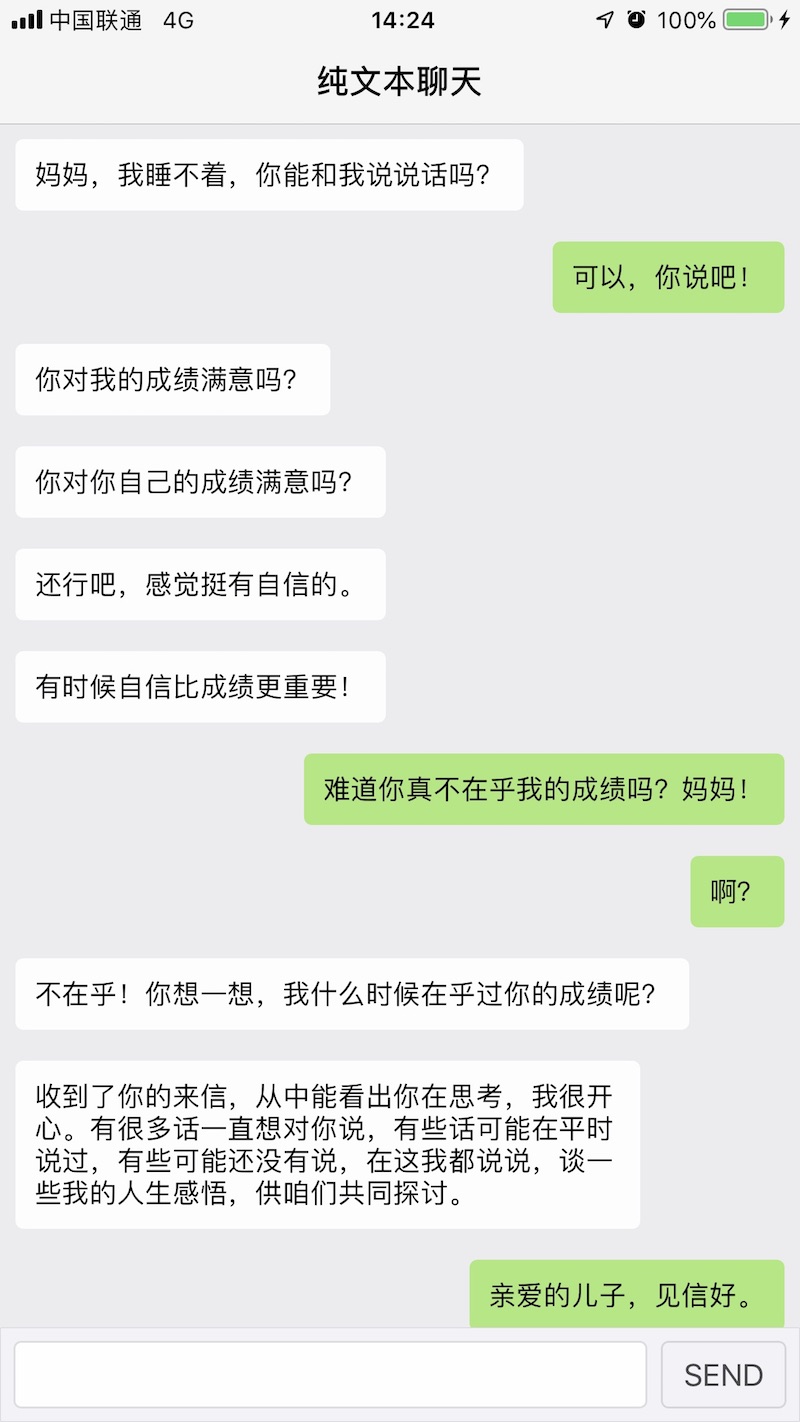 中国联通 4G 14:24 100%
纯文本聊天
妈妈，我睡不着，你能和我说说话吗？
可以，你说吧！
你对我的成绩满意吗？
你对你自己的成绩满意吗？
还行吧，感觉挺有自信的。
有时候自信比成绩更重要！
难道你真不在乎我的成绩吗？妈妈！
啊？
不在乎！你想一想，我什么时候在乎过你的成绩呢？
收到了你的来信，从中能看出你在思考，我很开
心。有很多话一直想对你说，有些话可能在平时
说过，有些可能还没有说，在这我都说说，谈一
些我的人生感悟，供咱们共同探讨。
亲爱的儿子，见信好。
SEND